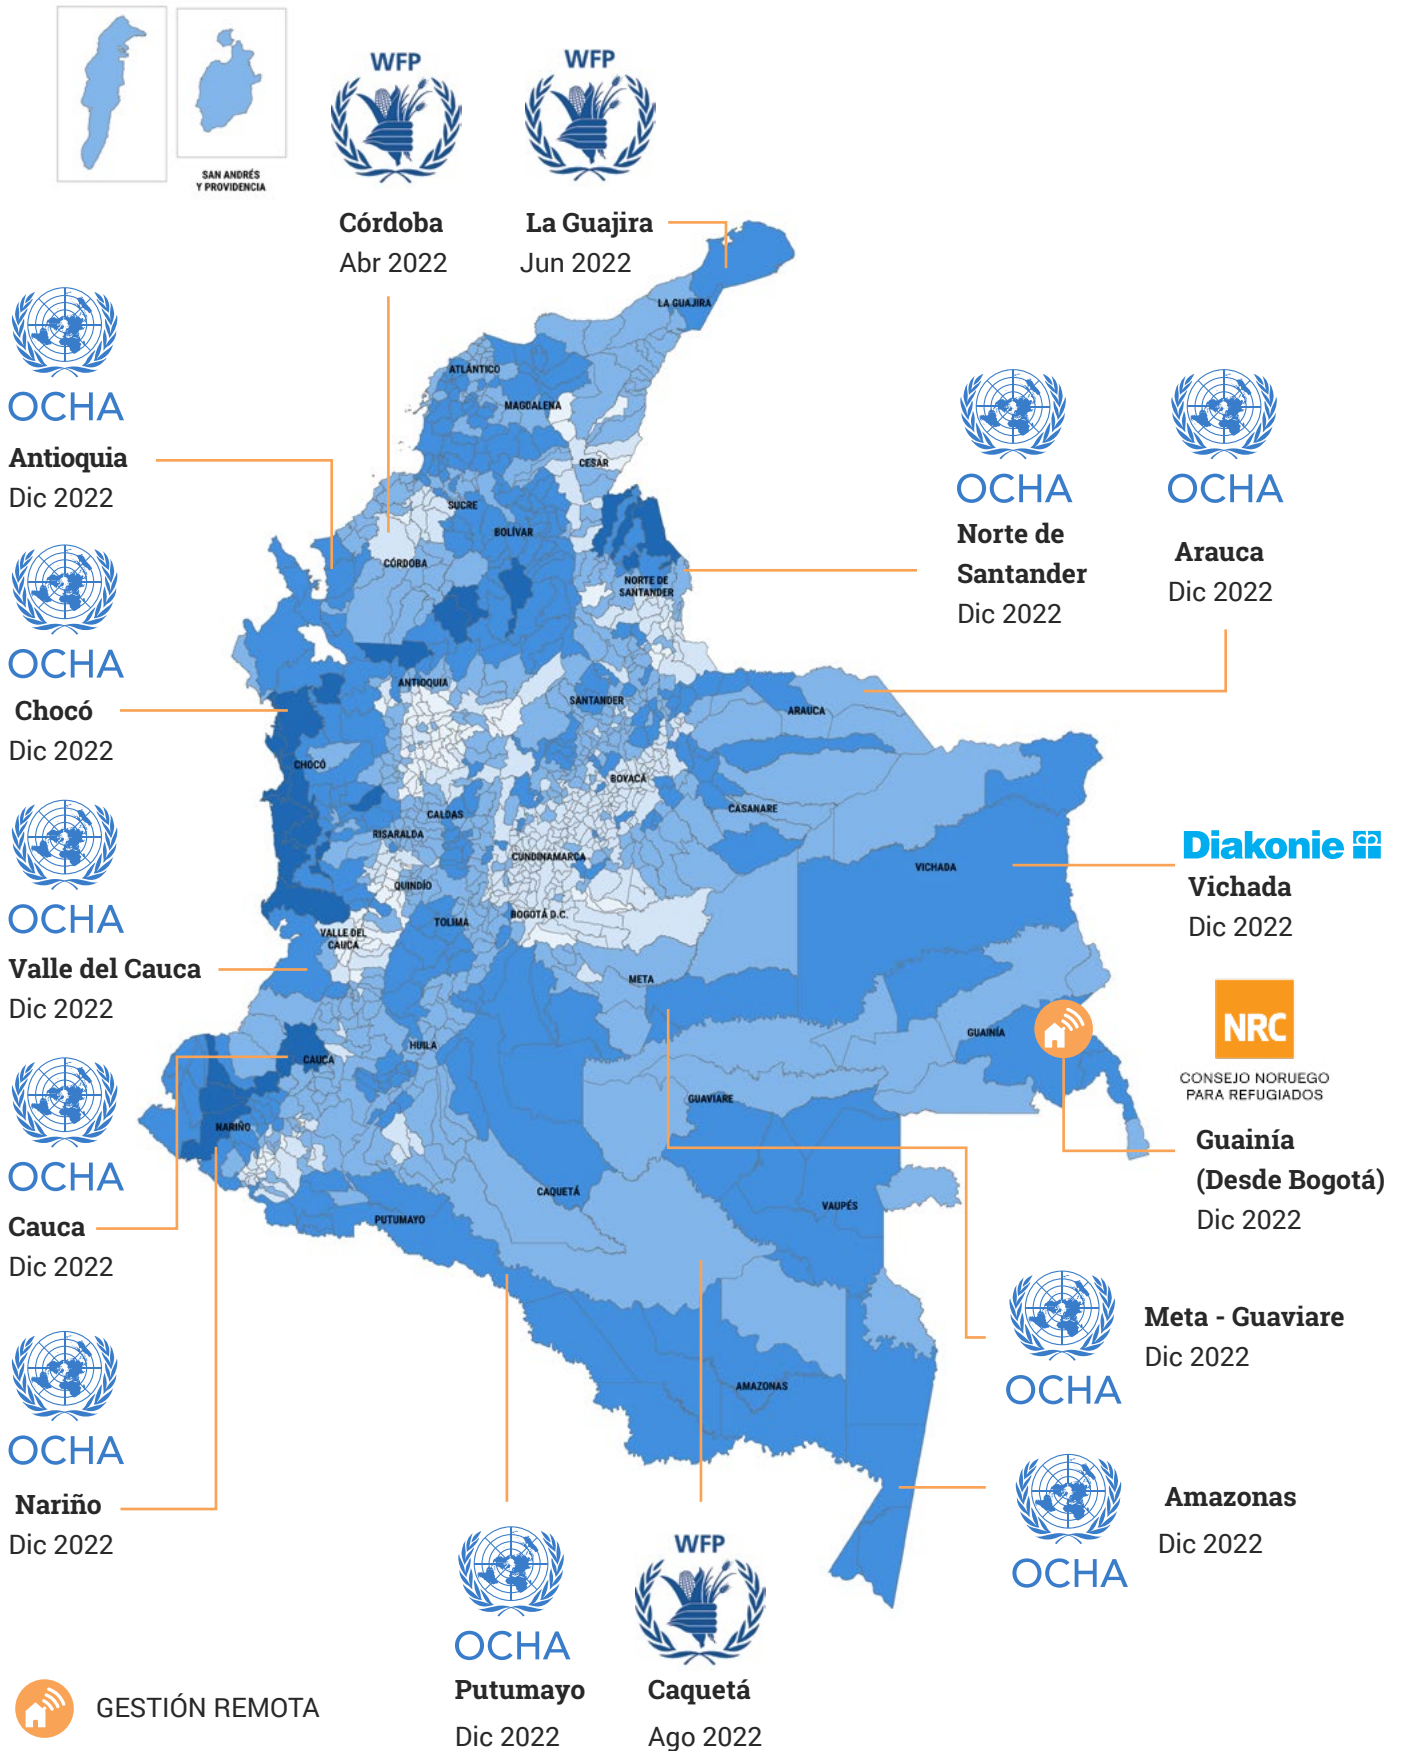 SAN ANDRÉS
Y PROVIDENCIA
WFP
Córdoba
Abr 2022
WFP
La Guajira
Jun 2022
OCHA
Antioquia
Dic 2022
OCHA
Chocó
Dic 2022
OCHA
Valle del Cauca
Dic 2022
OCHA
Cauca
Dic 2022
OCHA
Nariño
Dic 2022
OCHA
Norte de
Santander
Dic 2022
OCHA
Arauca
Dic 2022
Diakonie
Vichada
Dic 2022
NRC
CONSEJO NORUEGO
PARA REFUGIADOS
Guainía
(Desde Bogotá)
Dic 2022
OCHA
Meta - Guaviare
Dic 2022
OCHA
Amazonas
Dic 2022
OCHA
Putumayo
Dic 2022
WFP
Caquetá
Ago 2022
GESTIÓN REMOTA
LA GUAJIRA
ATLÁNTICO
MAGDALENA
CESAR
SUCRE
BOLÍVAR
CÓRDOBA
NORTE DE
SANTANDER
ANTIOQUIA
SANTANDER
ARAUCA
CHOCÓ
BOYACÁ
CASANARE
CALDAS
RISARALDA
CUNDINAMARCA
VICHADA
QUINDÍO
BOGOTÁ D.C.
TOLIMA
VALLE DEL
CAUCA
META
GUAINÍA
HUILA
CAUCA
GUAVIARE
NARIÑO
CAQUETÁ
VAUPÉS
PUTUMAYO
AMAZONAS